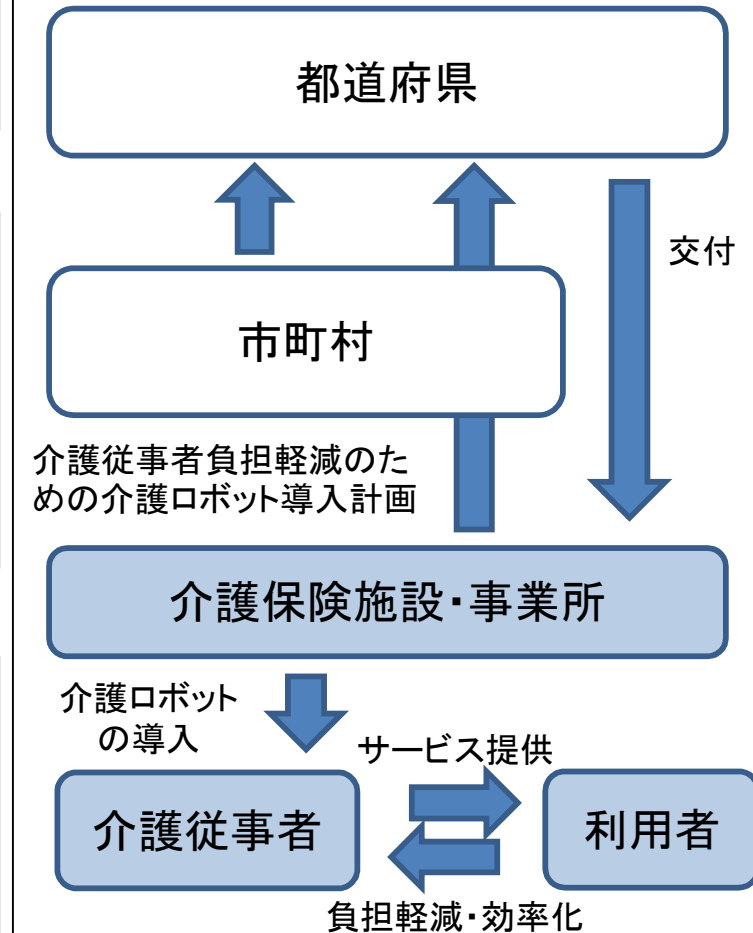 都道府県
交付
市町村
介護従事者負担軽減のた
めの介護ロボット導入計画
介護保険施設・事業所
介護ロボット
の導入
サービス提供
介護従事者
利用者
負担軽減・効率化